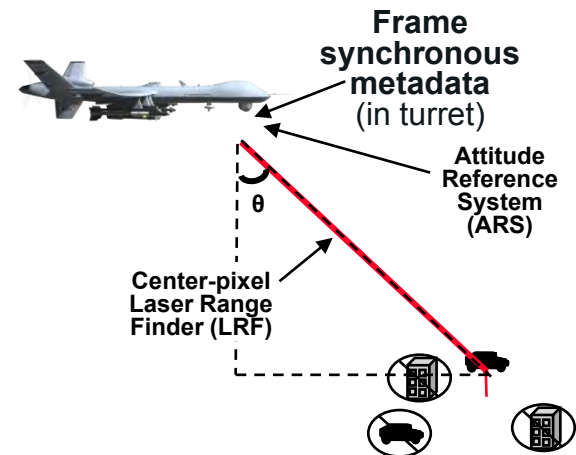 Frame
synchronous
metadata
(in turret)
Attitude
Reference
System
(ARS)
θ
Center-pixel
Laser Range
Finder (LRF)